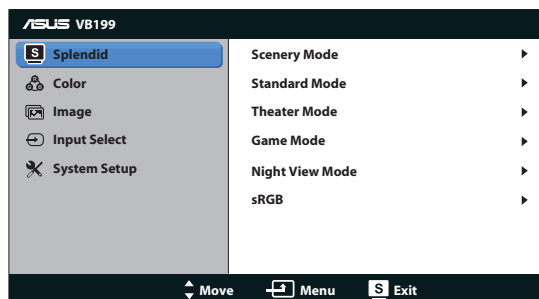 ASUS VB199
S Splendid
Color
Image
Input Select
System Setup
Scenery Mode
Standard Mode
Theater Mode
Game Mode
Night View Mode
sRGB
Move Menu S Exit